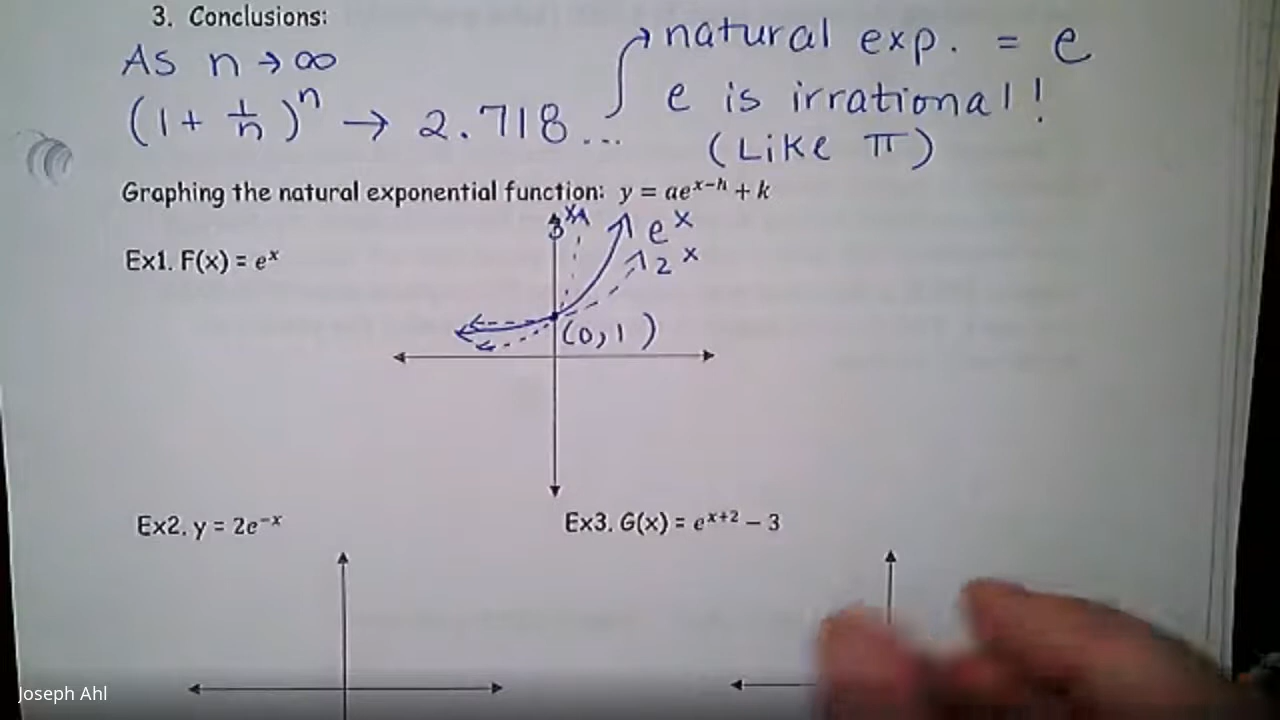 3. Conclusions:
As n → ∞
(1 + 1/n)^n → 2.718...
natural exp. = e
e is irrational!
(Like π)
Graphing the natural exponential function: y = ae^{x-h} + k
Ex1. F(x) = e^x
3^x
e^x
2^x
(0,1)
Ex2. y = 2e^{-x}
Ex3. G(x) = e^{x+2} - 3
Joseph Ahl